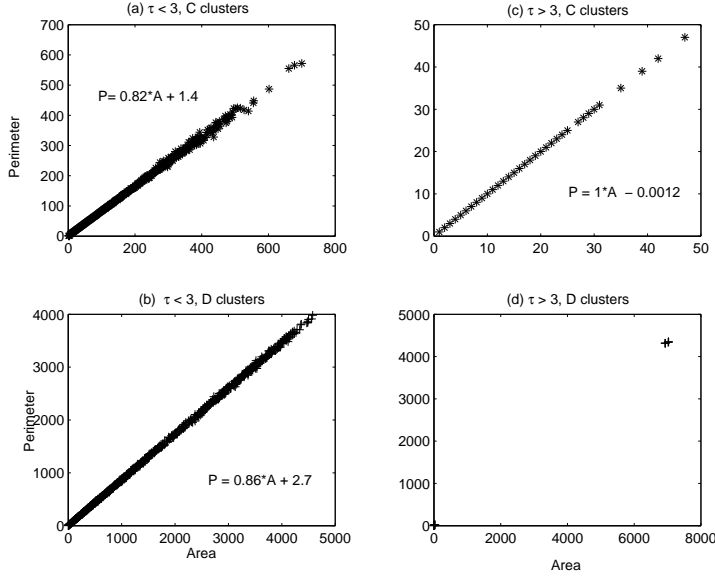 (a) τ < 3, C clusters
700
600
500
400
300
200
100
0
Perimeter
P= 0.82*A + 1.4
0 200 400 600 800
(c) τ > 3, C clusters
50
40
30
20
10
0
P = 1*A − 0.0012
0 10 20 30 40 50
(b) τ < 3, D clusters
4000
3000
2000
1000
0
Perimeter
P = 0.86*A + 2.7
0 1000 2000 3000 4000 5000
Area
(d) τ > 3, D clusters
5000
4000
3000
2000
1000
0
0 2000 4000 6000 8000
Area